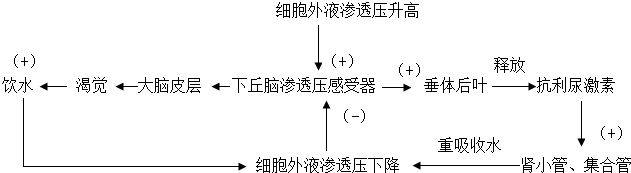 细胞外液渗透压升高
(+)
(+)
(+)
释放
饮水
渴觉
大脑皮层
下丘脑渗透压感受器
垂体后叶
抗利尿激素
(−)
(+)
重吸收水
细胞外液渗透压下降
肾小管、集合管